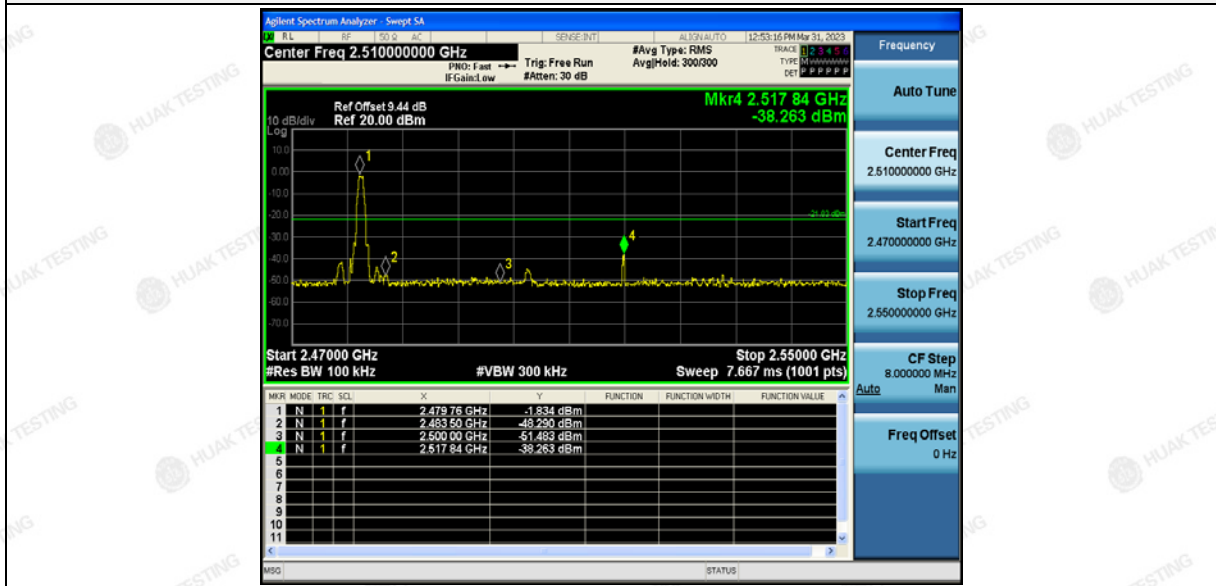 Agilent Spectrum Analyzer - Swept SA
RL RF 50 Ω AC SENSE:INT ALIGN AUTO 12:53:16 PM Mar 31, 2023
Center Freq 2.510000000 GHz
PNO: Fast
IFGain:Low
Trig: Free Run
#Atten: 30 dB
#Avg Type: RMS
Avg|Hold: 300/300
TRACE 1 2 3 4 5 6
TYPE M
DET P P P P P P
Mkr4 2.517 84 GHz
-38.263 dBm
Ref Offset 9.44 dB
10 dB/div Ref 20.00 dBm
Log
10.0
0.00
-10.0
-20.0
-30.0
-40.0
-50.0
-60.0
-70.0
1
2
3
4
-21.83 dBm
Start 2.47000 GHz Stop 2.55000 GHz
#Res BW 100 kHz #VBW 300 kHz Sweep 7.667 ms (1001 pts)
MKR MODE TRC SCL X Y FUNCTION FUNCTION WIDTH FUNCTION VALUE
1 N 1 f 2.479 76 GHz -1.834 dBm
2 N 1 f 2.483 50 GHz -48.290 dBm
3 N 1 f 2.500 00 GHz -51.483 dBm
4 N 1 f 2.517 84 GHz -38.263 dBm
5
6
7
8
9
10
11
MSG STATUS
Frequency
Auto Tune
Center Freq
2.510000000 GHz
Start Freq
2.470000000 GHz
Stop Freq
2.550000000 GHz
CF Step
8.000000 MHz
Auto Man
Freq Offset
0 Hz
HUAK TESTING
HUAK TESTING
HUAK TESTING
HUAK TESTING
HUAK TESTING
HUAK TESTING